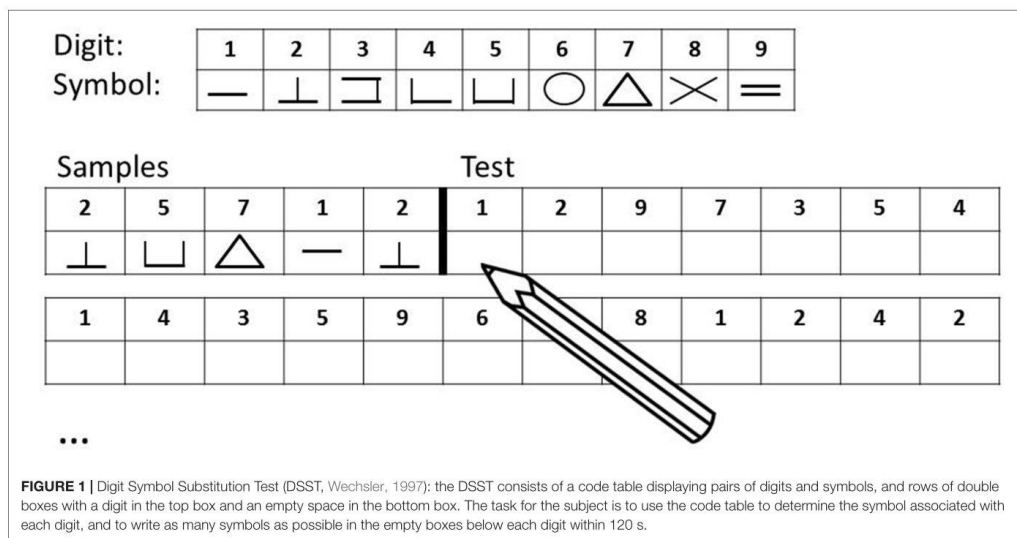 Digit: 1 2 3 4 5 6 7 8 9
Symbol:
Samples Test
2 5 7 1 2 1 2 9 7 3 5 4
1 4 3 5 9 6 8 1 2 4 2
...
FIGURE 1 | Digit Symbol Substitution Test (DSST, Wechsler, 1997): the DSST consists of a code table displaying pairs of digits and symbols, and rows of double
boxes with a digit in the top box and an empty space in the bottom box. The task for the subject is to use the code table to determine the symbol associated with
each digit, and to write as many symbols as possible in the empty boxes below each digit within 120 s.